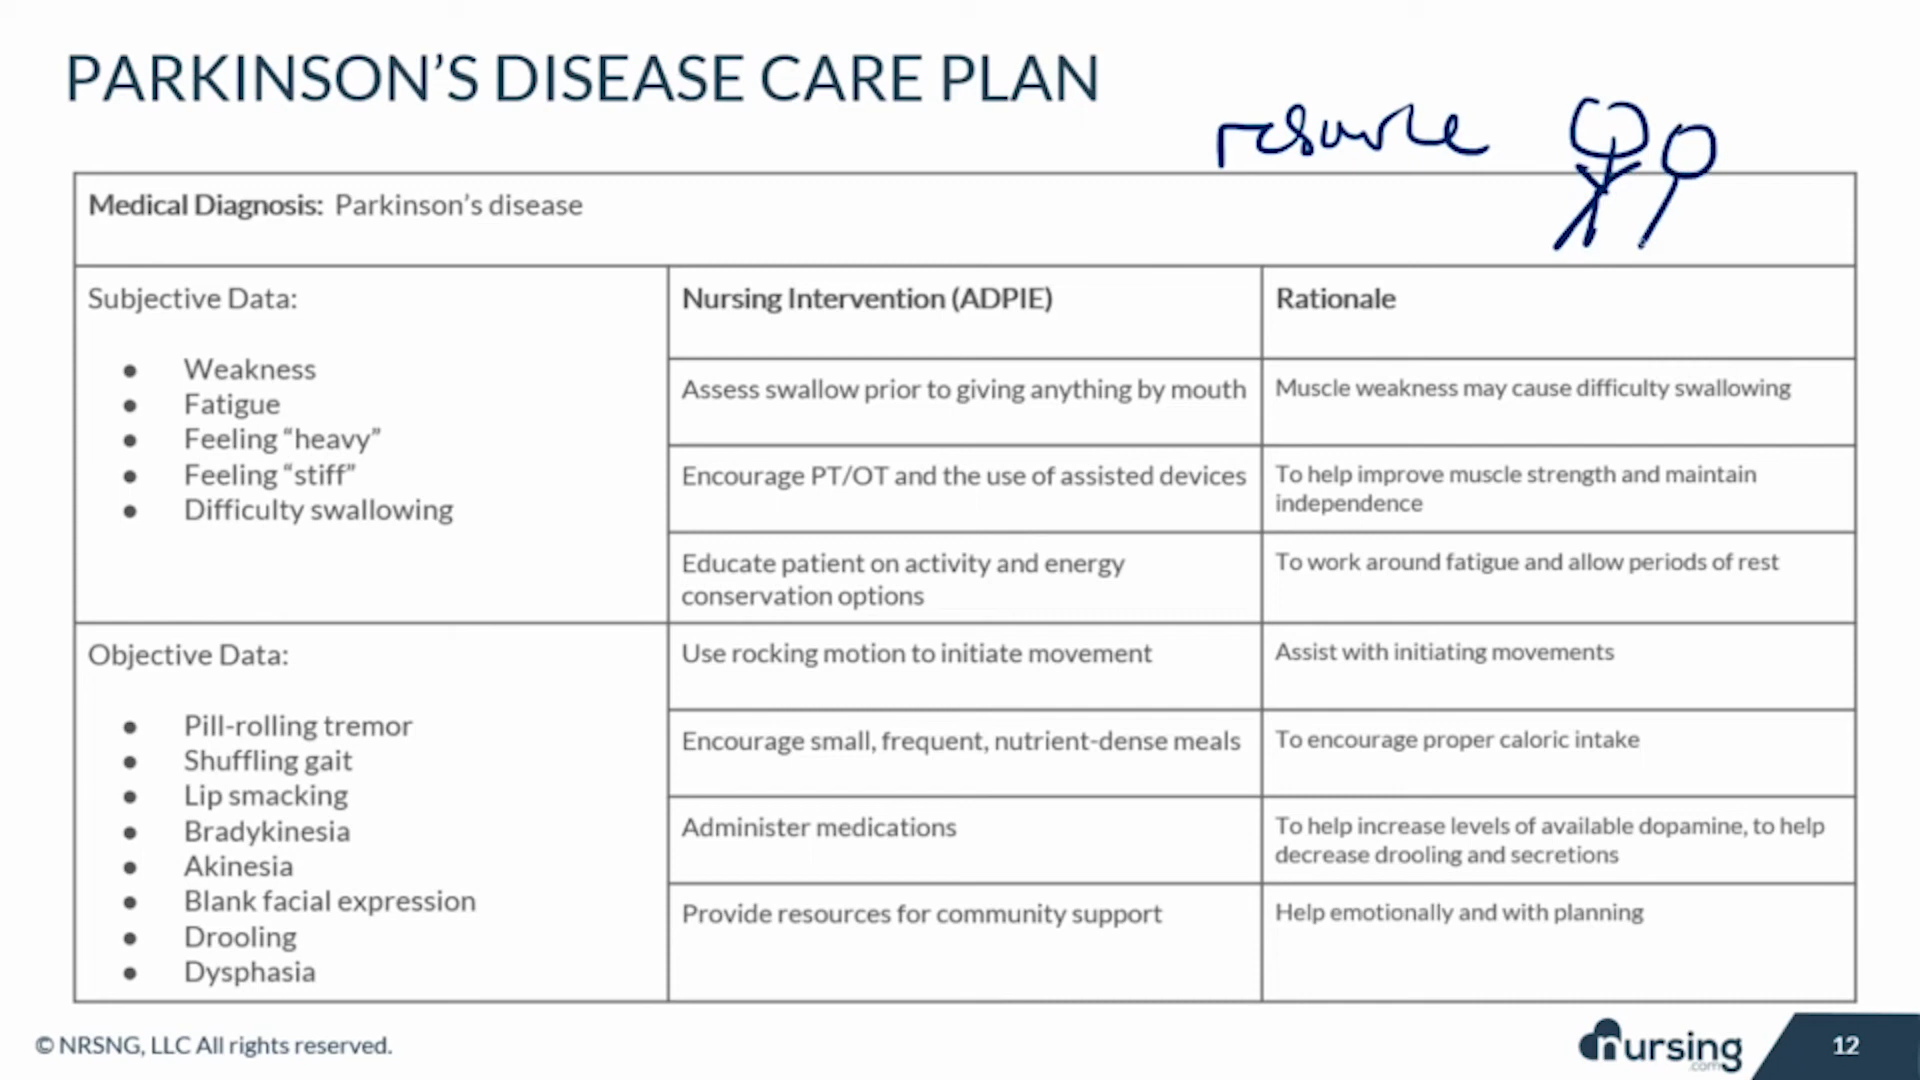 PARKINSON'S DISEASE CARE PLAN
resource
Medical Diagnosis: Parkinson's disease
Subjective Data:
● Weakness
● Fatigue
● Feeling "heavy"
● Feeling "stiff"
● Difficulty swallowing
Objective Data:
● Pill-rolling tremor
● Shuffling gait
● Lip smacking
● Bradykinesia
● Akinesia
● Blank facial expression
● Drooling
● Dysphasia
Nursing Intervention (ADPIE)
Rationale
Assess swallow prior to giving anything by mouth
Muscle weakness may cause difficulty swallowing
Encourage PT/OT and the use of assisted devices
To help improve muscle strength and maintain
independence
Educate patient on activity and energy
conservation options
To work around fatigue and allow periods of rest
Use rocking motion to initiate movement
Assist with initiating movements
Encourage small, frequent, nutrient-dense meals
To encourage proper caloric intake
Administer medications
To help increase levels of available dopamine, to help
decrease drooling and secretions
Provide resources for community support
Help emotionally and with planning
© NRSNG, LLC All rights reserved.
nursing
.com
12